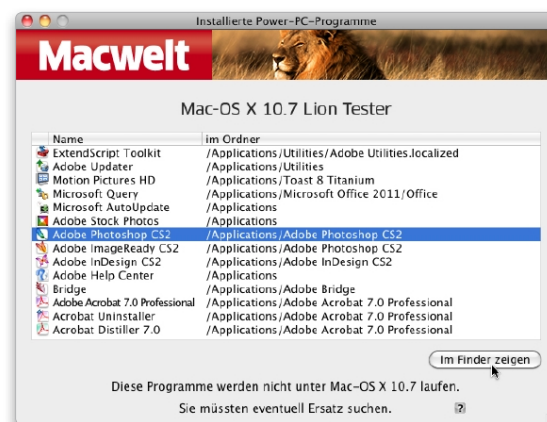 Installierte Power-PC-Programme
Macwelt
Mac-OS X 10.7 Lion Tester
Name im Ordner
ExtendScript Toolkit /Applications/Utilities/Adobe Utilities.localized
Adobe Updater /Applications/Utilities
Motion Pictures HD /Applications/Toast 8 Titanium
Microsoft Query /Applications/Microsoft Office 2011/Office
Microsoft AutoUpdate /Applications
Adobe Stock Photos /Applications
Adobe Photoshop CS2 /Applications/Adobe Photoshop CS2
Adobe ImageReady CS2 /Applications/Adobe Photoshop CS2
Adobe InDesign CS2 /Applications/Adobe InDesign CS2
Adobe Help Center /Applications
Bridge /Applications/Adobe Bridge
Adobe Acrobat 7.0 Professional /Applications/Adobe Acrobat 7.0 Professional
Acrobat Uninstaller /Applications/Adobe Acrobat 7.0 Professional
Acrobat Distiller 7.0 /Applications/Adobe Acrobat 7.0 Professional
Im Finder zeigen
Diese Programme werden nicht unter Mac-OS X 10.7 laufen.
Sie müssten eventuell Ersatz suchen. ?